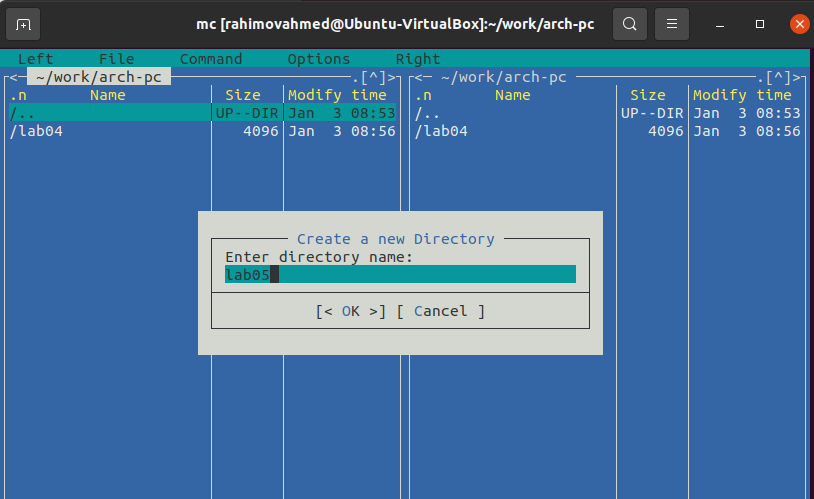 mc [rahimovahmed@Ubuntu-VirtualBox]:~/work/arch-pc
Left File Command Options Right
<- ~/work/arch-pc .[^]> <- ~/work/arch-pc .[^]>
.n Name Size Modify time .n Name Size Modify time
/.. UP--DIR Jan 3 08:53 /.. UP--DIR Jan 3 08:53
/lab04 4096 Jan 3 08:56 /lab04 4096 Jan 3 08:56
Create a new Directory
Enter directory name:
lab05
[< OK >] [ Cancel ]